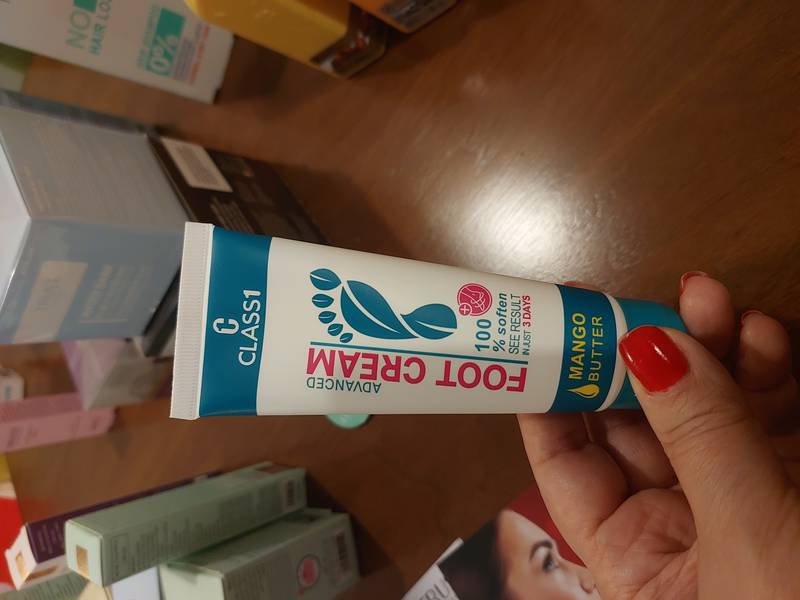 CLASS1
ADVANCED
FOOT CREAM
100
% soften
SEE RESULT
IN JUST 3 DAYS
MANGO
BUTTER
NO
HAIR LO
0%